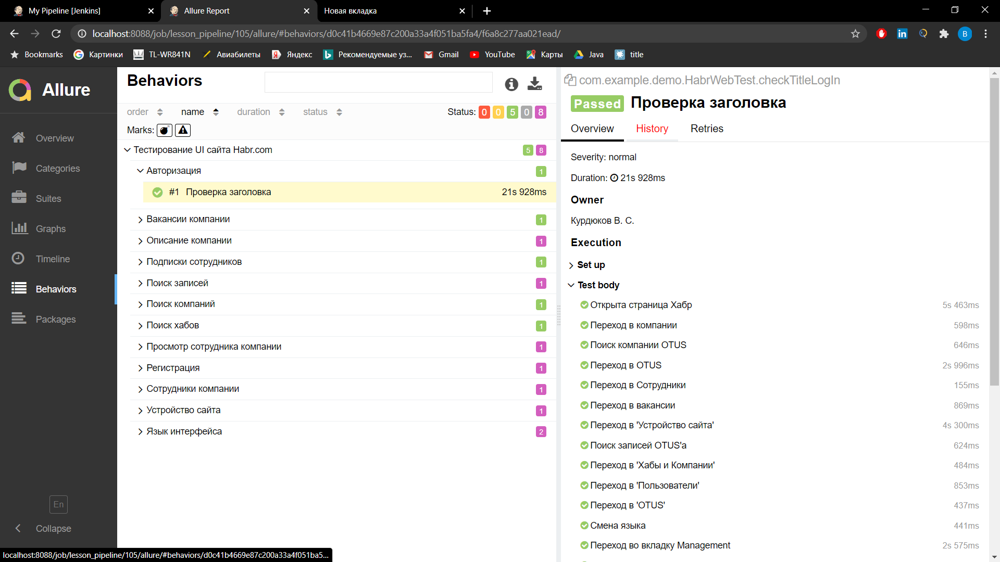 My Pipeline [Jenkins]
Allure Report
Новая вкладка
localhost:8088/job/lesson_pipeline/105/allure/#behaviors/d0c41b4669e87c200a33a4f051ba5fa4/f6a8c277aa021ead/
B
Bookmarks
Картинки
TL-WR841N
Авиабилеты
Яндекс
Рекомендуемые уз...
Gmail
YouTube
Карты
Java
title
Allure
Overview
Categories
Suites
Graphs
Timeline
Behaviors
Packages
En
Collapse
Behaviors
order
name
duration
status
Status: 0 0 5 0 8
Marks:
Тестирование UI сайта Habr.com 5 8
Авторизация 1
#1 Проверка заголовка 21s 928ms
Вакансии компании 1
Описание компании 1
Подписки сотрудников 1
Поиск записей 1
Поиск компаний 1
Поиск хабов 1
Просмотр сотрудника компании 1
Регистрация 1
Сотрудники компании 1
Устройство сайта 1
Язык интерфейса 2
com.example.demo.HabrWebTest.checkTitleLogIn
Passed Проверка заголовка
Overview
History
Retries
Severity: normal
Duration: 21s 928ms
Owner
Курдюков В. С.
Execution
Set up
Test body
Открыта страница Хабр 5s 463ms
Переход в компании 598ms
Поиск компании OTUS 646ms
Переход в OTUS 2s 996ms
Переход в Сотрудники 155ms
Переход в вакансии 869ms
Переход в 'Устройство сайта' 4s 300ms
Поиск записей OTUS'а 624ms
Переход в 'Хабы и Компании' 484ms
Переход в 'Пользователи' 853ms
Переход в 'OTUS' 437ms
Смена языка 441ms
Переход во вкладку Management 2s 575ms
localhost:8088/job/lesson_pipeline/105/allure/#behaviors/d0c41b4669e87c200a33a4f051ba5...